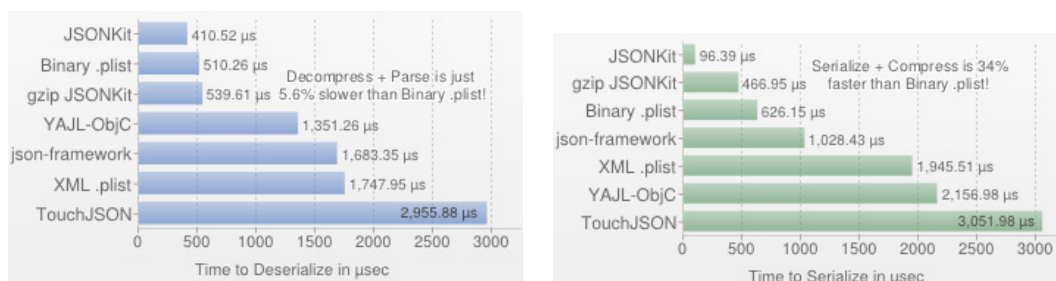 JSONKit 410.52 µs
Binary .plist 510.26 µs
Decompress + Parse is just
gzip JSONKit 539.61 µs 5.6% slower than Binary .plist!
YAJL-ObjC 1,351.26 µs
json-framework 1,683.35 µs
XML .plist 1,747.95 µs
TouchJSON 2,955.88 µs
0 500 1000 1500 2000 2500 3000
Time to Deserialize in µsec
JSONKit 96.39 µs
Serialize + Compress is 34%
gzip JSONKit 466.95 µs faster than Binary .plist!
Binary .plist 626.15 µs
json-framework 1,028.43 µs
XML .plist 1,945.51 µs
YAJL-ObjC 2,156.98 µs
TouchJSON 3,051.98 µs
0 500 1000 1500 2000 2500 3000
Time to Serialize in µsec